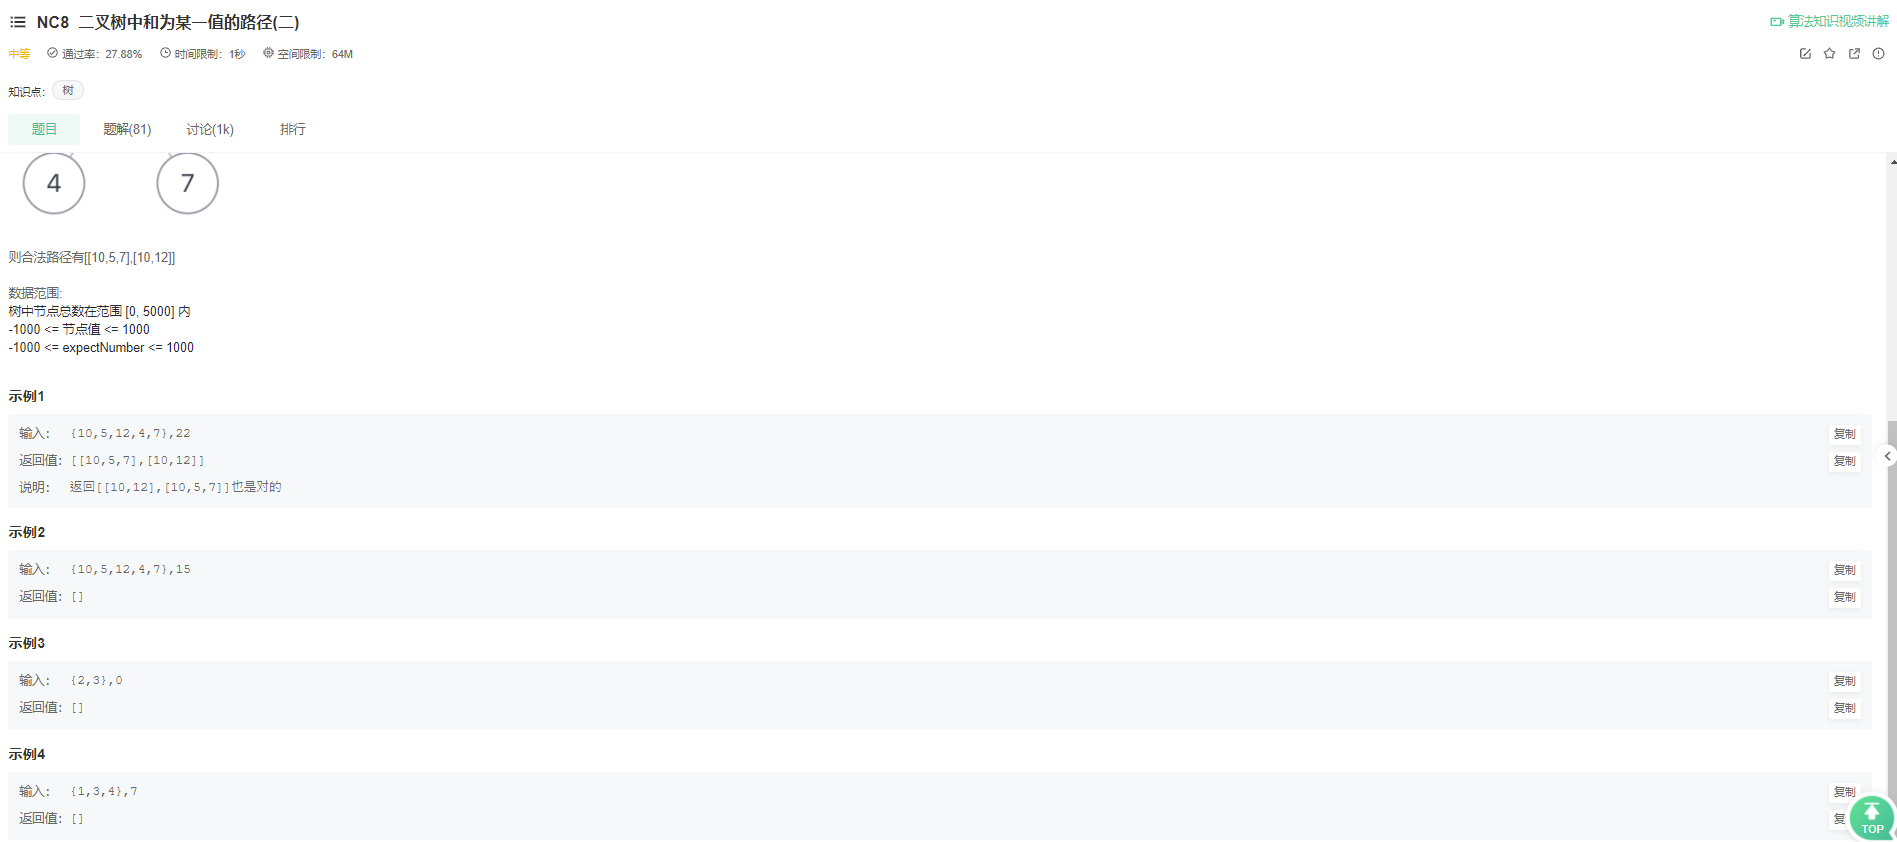 NC8 二叉树中和为某一值的路径(二)
算法知识视频讲解
中等 通过率：27.88% 时间限制：1秒 空间限制：64M
知识点： 树
题目 题解(81) 讨论(1k) 排行
4 7
则合法路径有[[10,5,7],[10,12]]
数据范围:
树中节点总数在范围 [0, 5000] 内
-1000 <= 节点值 <= 1000
-1000 <= expectNumber <= 1000
示例1
输入： {10,5,12,4,7},22 复制
返回值： [[10,5,7],[10,12]] 复制
说明： 返回[[10,12],[10,5,7]]也是对的
示例2
输入： {10,5,12,4,7},15 复制
返回值： [] 复制
示例3
输入： {2,3},0 复制
返回值： [] 复制
示例4
输入： {1,3,4},7 复制
返回值： [] 复
TOP